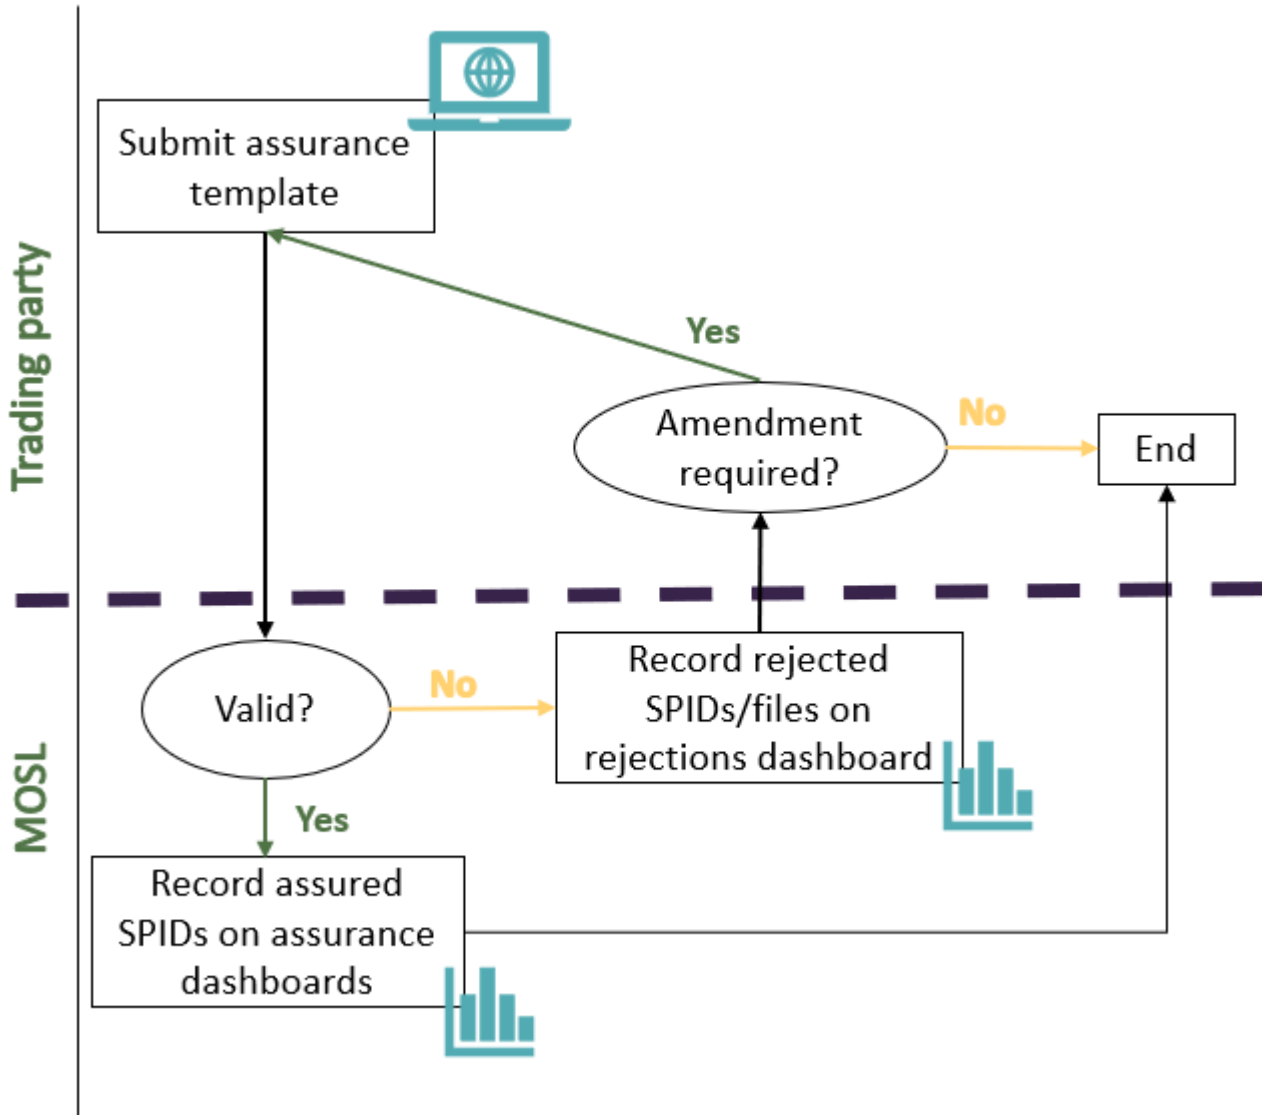 Trading party
Submit assurance
template
Yes
Amendment
required?
No
End
MOSL
Valid?
No
Record rejected
SPIDs/files on
rejections dashboard
Yes
Record assured
SPIDs on assurance
dashboards